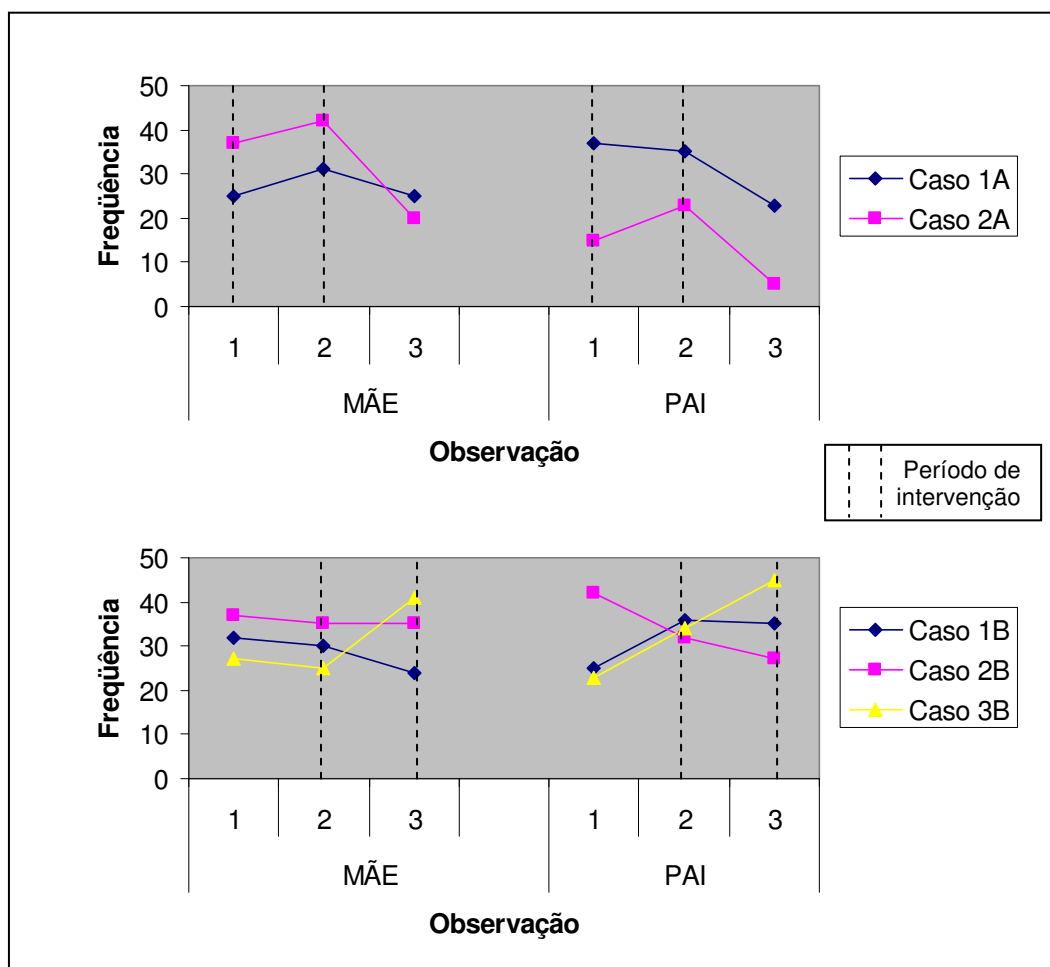 50
40
30
20
10
0
Freqüência
1 2 3 1 2 3
MÃE PAI
Observação
Caso 1A
Caso 2A
Período de
intervenção
50
40
30
20
10
0
Freqüência
1 2 3 1 2 3
MÃE PAI
Observação
Caso 1B
Caso 2B
Caso 3B